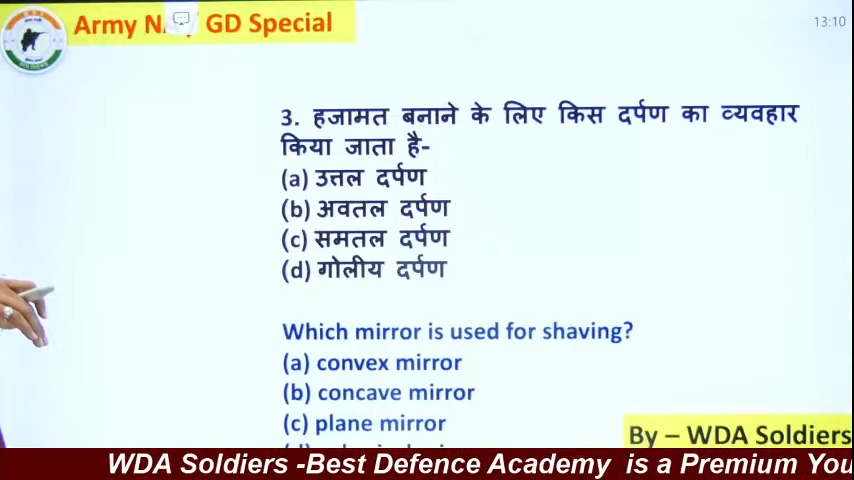 Army GD Special
13:10
3. हजामत बनाने के लिए किस दर्पण का व्यवहार
किया जाता है-
(a) उत्तल दर्पण
(b) अवतल दर्पण
(c) समतल दर्पण
(d) गोलीय दर्पण
Which mirror is used for shaving?
(a) convex mirror
(b) concave mirror
(c) plane mirror
By – WDA Soldiers
WDA Soldiers -Best Defence Academy is a Premium You